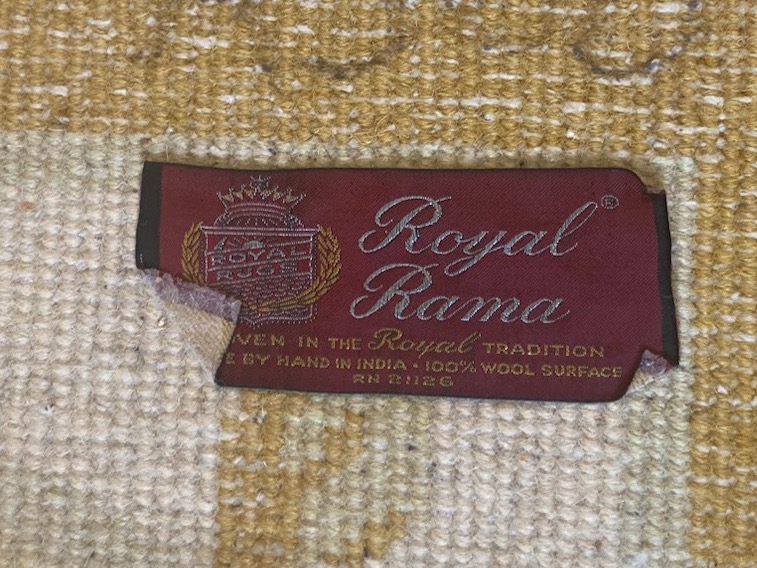 ROYAL
RUGS
Royal ®
Rama
VEN IN THE Royal TRADITION
E BY HAND IN INDIA • 100% WOOL SURFACE
RN 21126